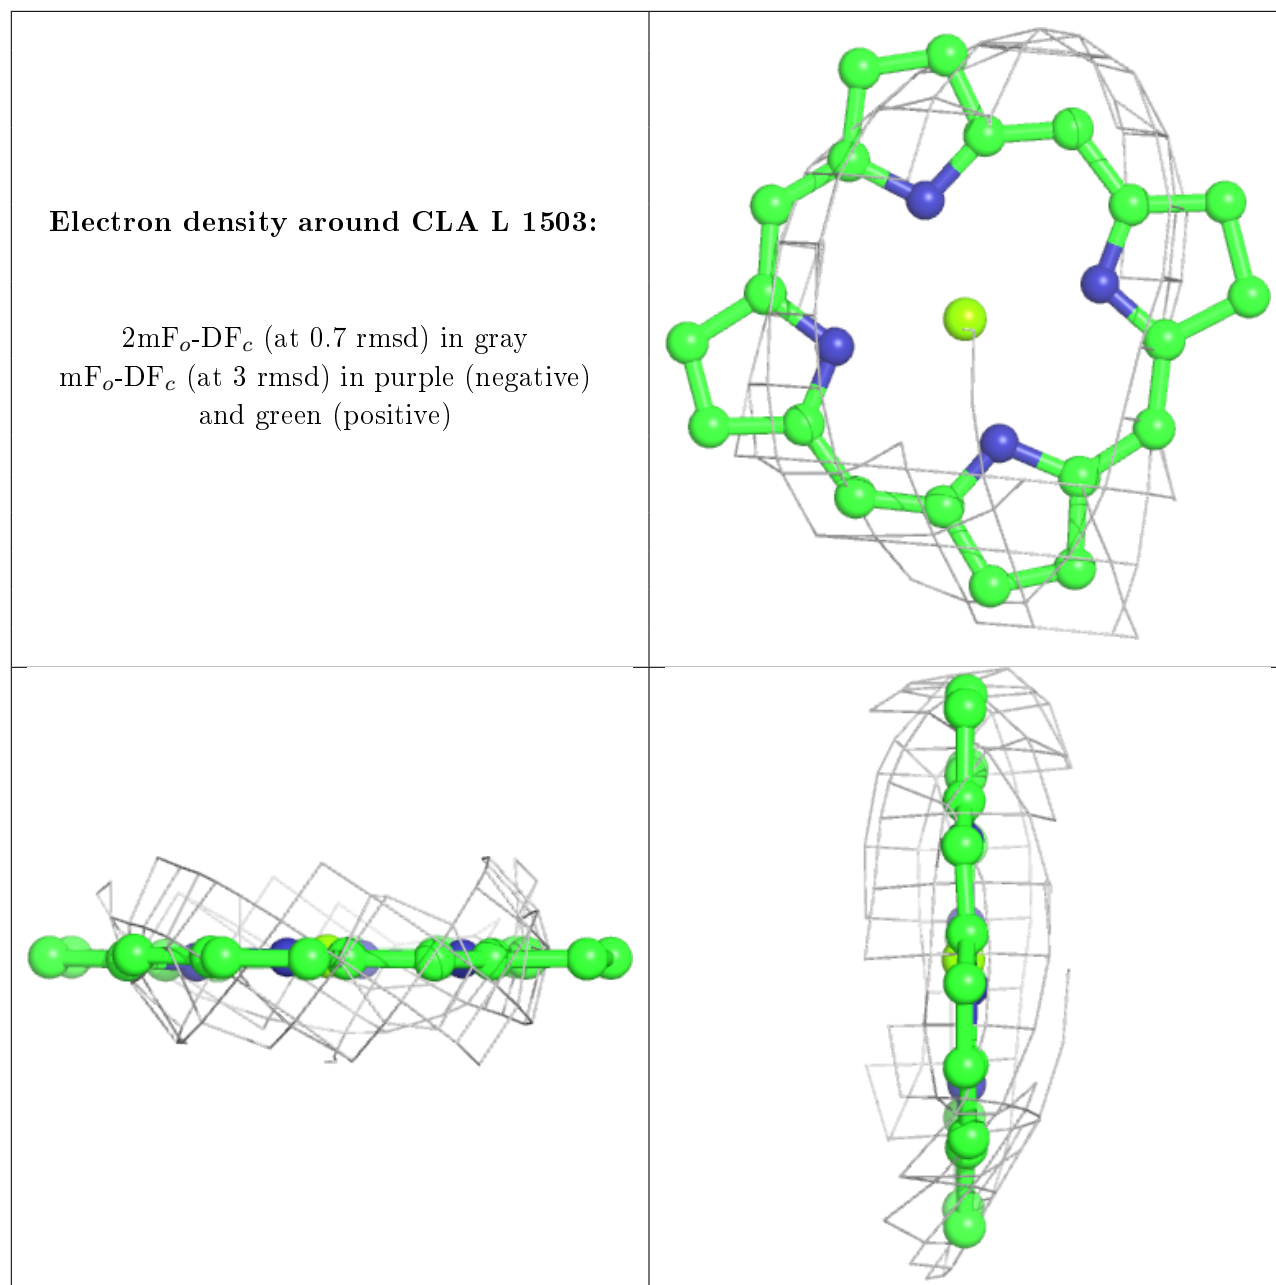 Electron density around CLA L 1503:
2mFo-DFc (at 0.7 rmsd) in gray
mFo-DFc (at 3 rmsd) in purple (negative)
and green (positive)